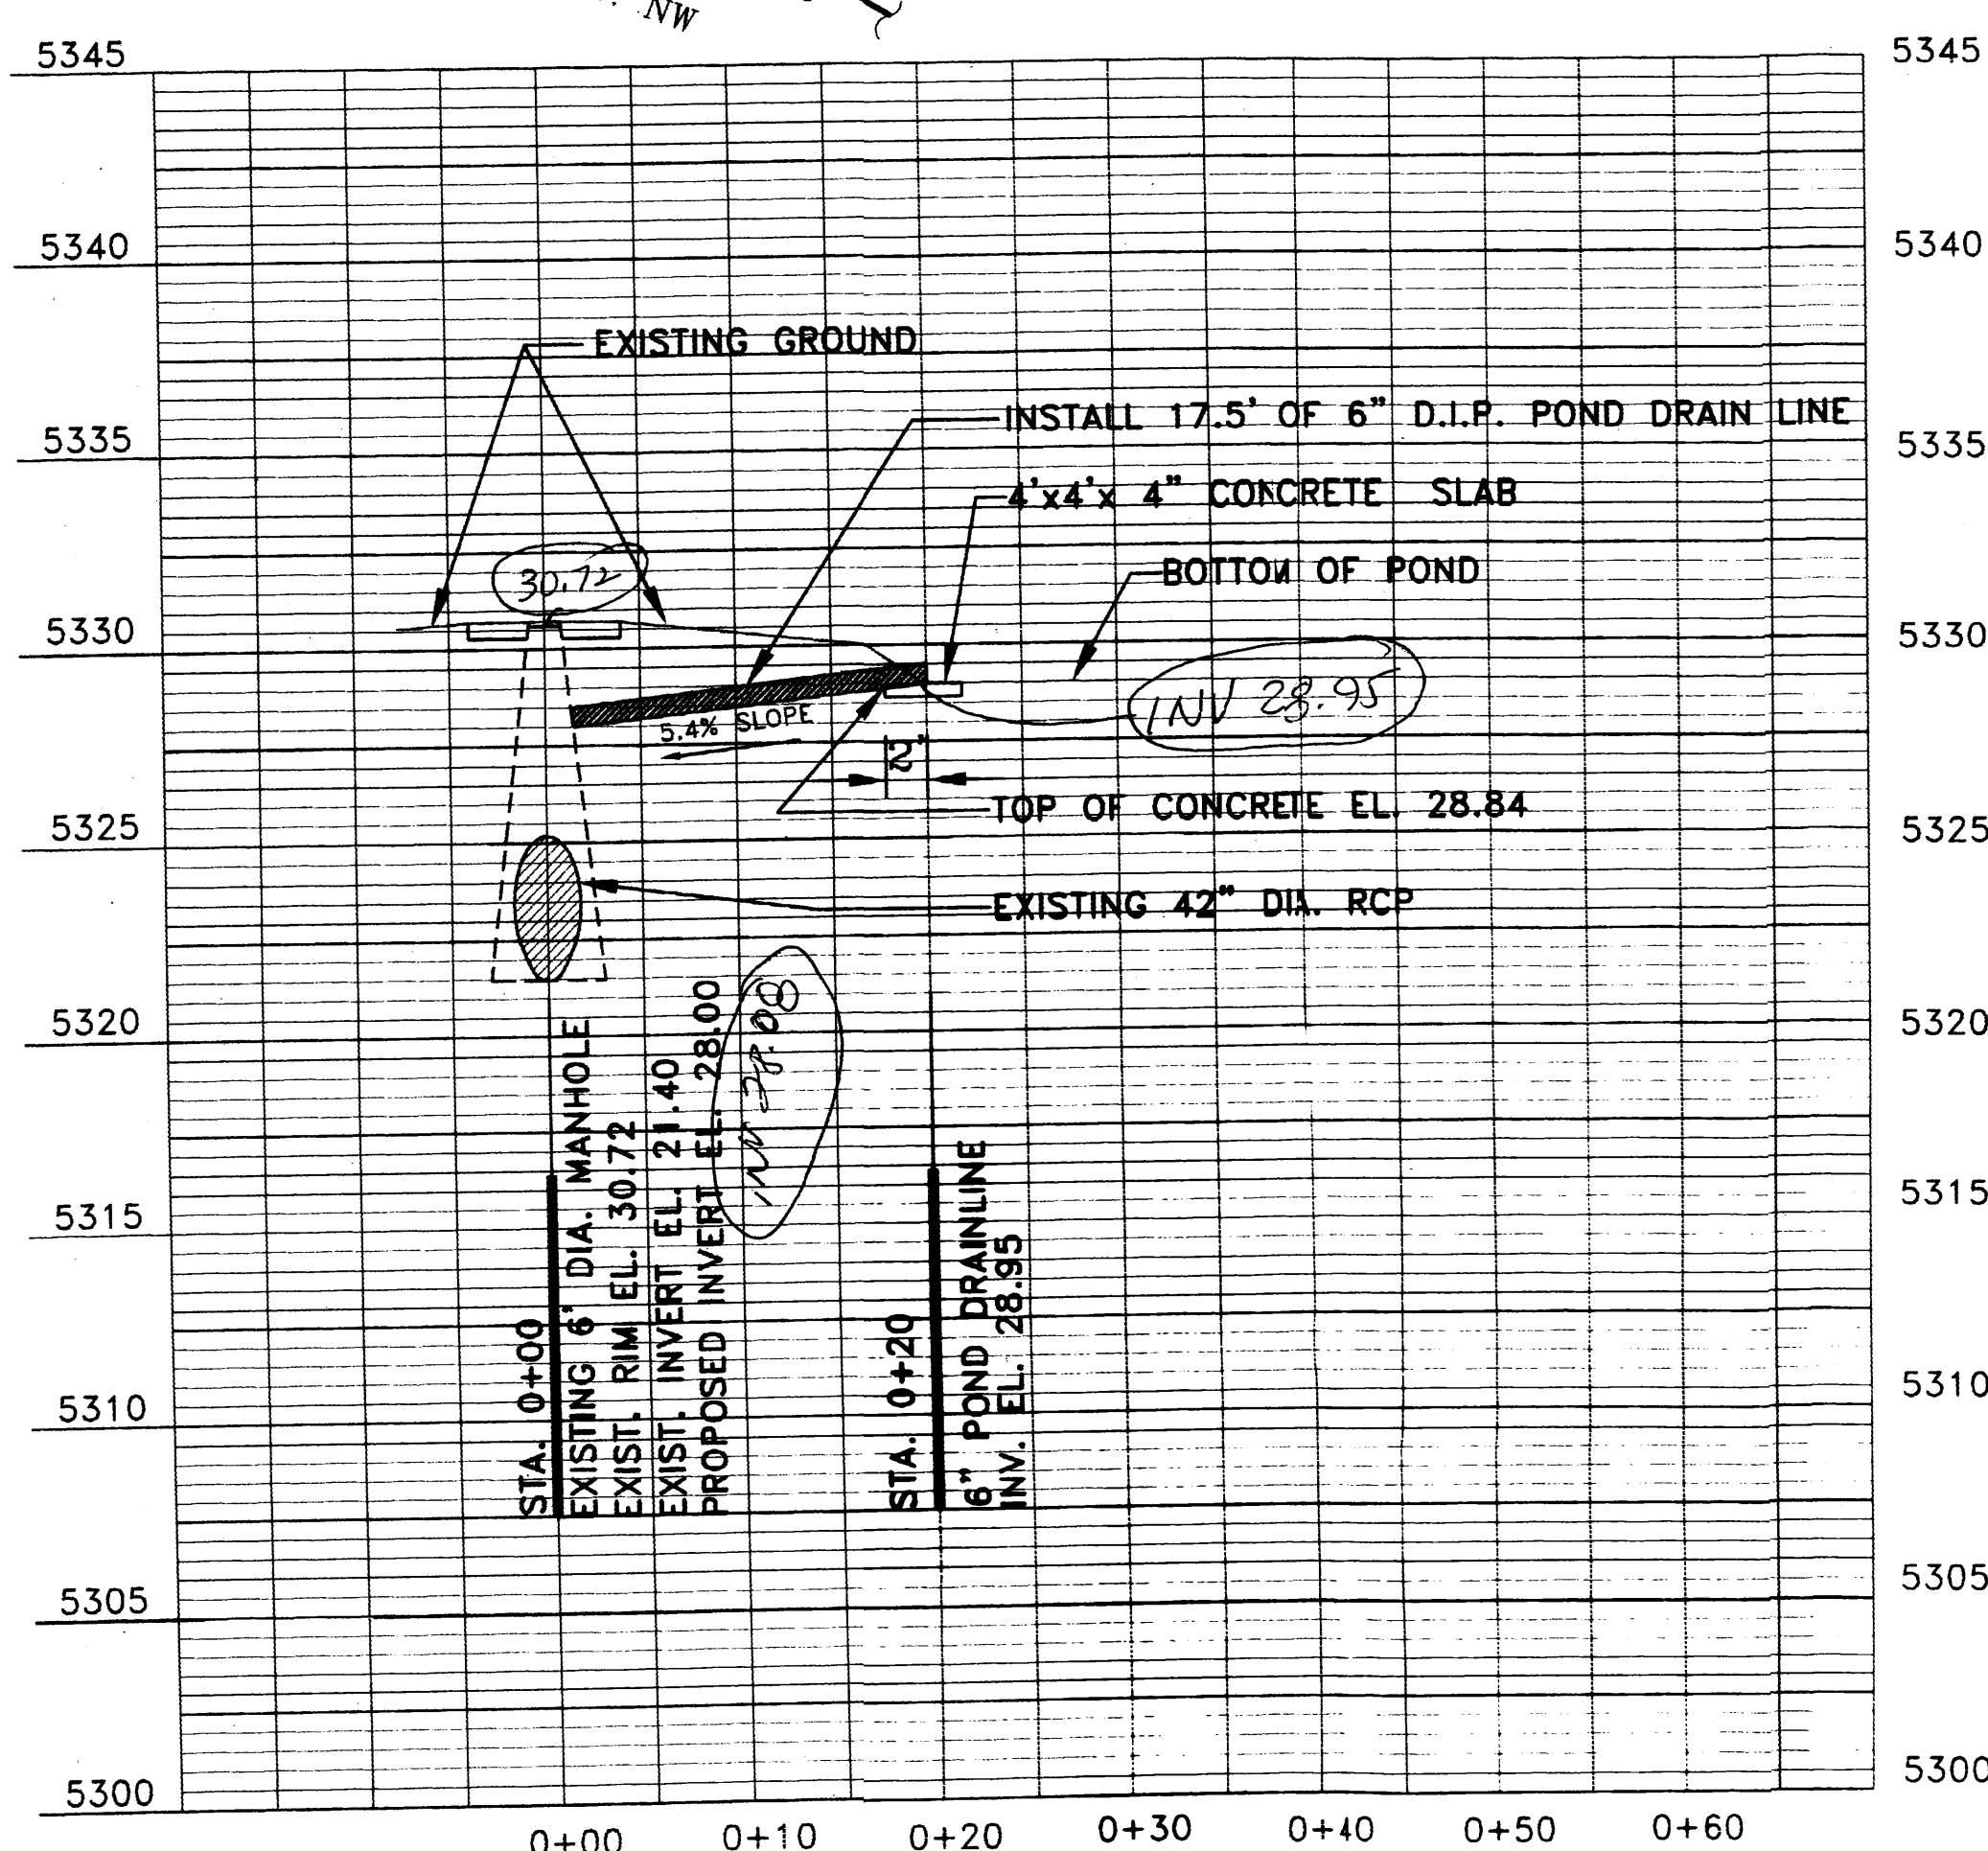 NW
5345 5345
5340 5340
EXISTING GROUND
INSTALL 17.5' OF 6" D.I.P. POND DRAIN LINE
5335 5335
4'x4'x 4" CONCRETE SLAB
BOTTOM OF POND
30.72
5330 5330
INV 28.95
5.4% SLOPE
2'
TOP OF CONCRETE EL. 28.84
5325 5325
EXISTING 42" DIA. RCP
5320 5320
STA. 0+00
EXISTING 6' DIA. MANHOLE
EXIST. RIM EL. 30.72
EXIST. INVERT EL. 21.40
PROPOSED INVERT EL. 28.00
INV 28.08
STA. 0+20
6" POND DRAINLINE
INV. EL. 28.95
5315 5315
5310 5310
5305 5305
5300 5300
0+00 0+10 0+20 0+30 0+40 0+50 0+60